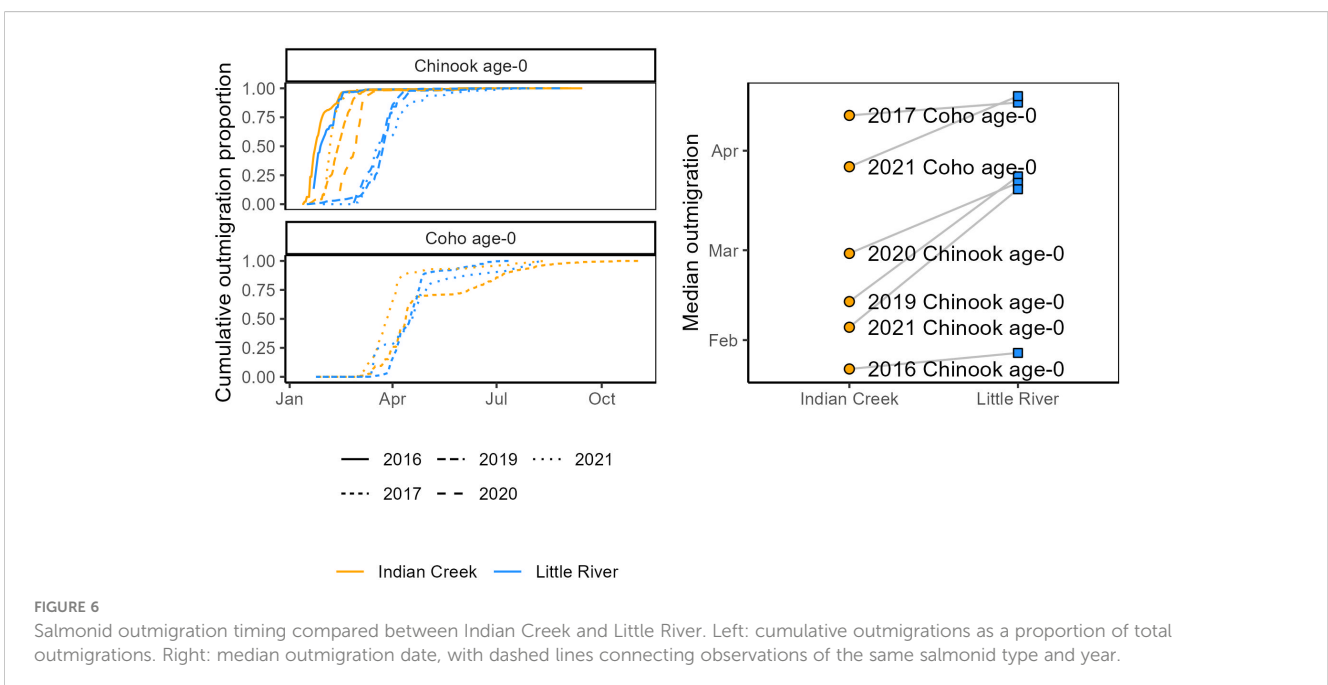 Chinook age-0
Cumulative outmigration proportion
1.00
0.75
0.50
0.25
0.00
Coho age-0
1.00
0.75
0.50
0.25
0.00
Jan
Apr
Jul
Oct
2016
2019
2021
2017
2020
Indian Creek
Little River
Median outmigration
Apr
Mar
Feb
2017 Coho age-0
2021 Coho age-0
2020 Chinook age-0
2019 Chinook age-0
2021 Chinook age-0
2016 Chinook age-0
Indian Creek
Little River
FIGURE 6
Salmonid outmigration timing compared between Indian Creek and Little River. Left: cumulative outmigrations as a proportion of total
outmigrations. Right: median outmigration date, with dashed lines connecting observations of the same salmonid type and year.